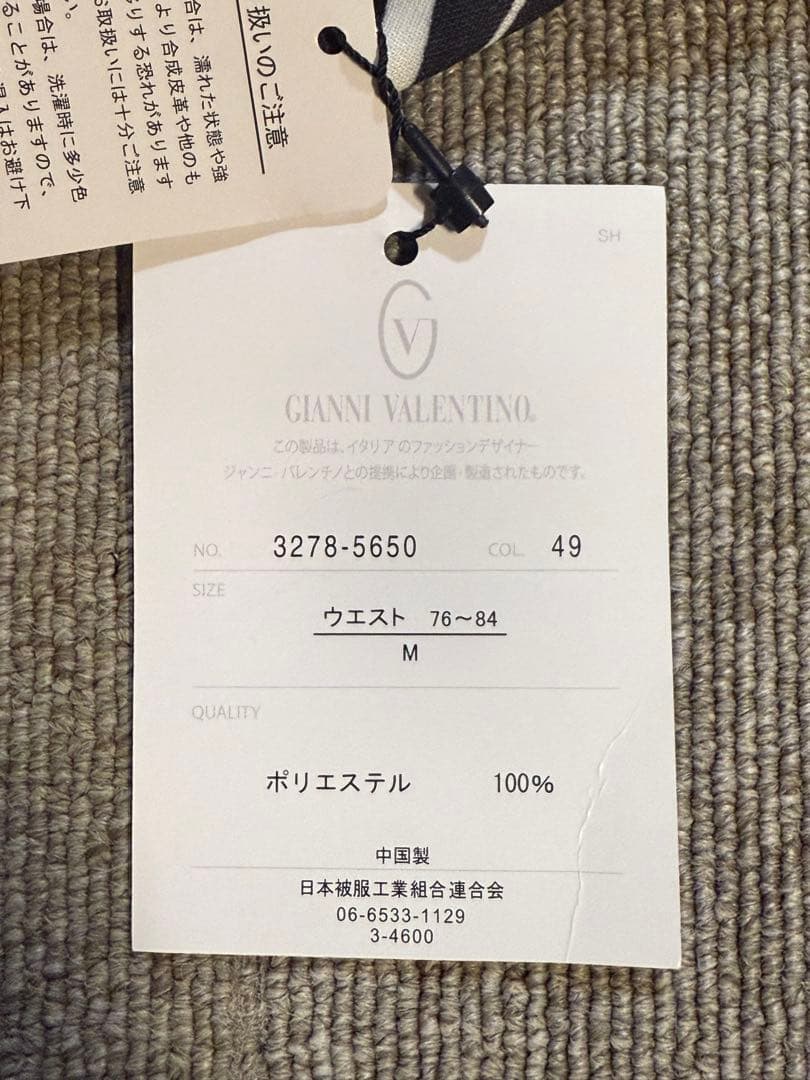 扱いのご注意
合は、濡れた状態や強
より合成皮革や他のも
りする恐れがあります
お取扱いには十分ご注意
い。
場合は、洗濯時に多少色
ることがありますので、
はお避け下
SH
GV
GIANNI VALENTINO®
この製品は、イタリアのファッションデザイナー
ジャンニ・バレンチノとの提携により企画・製造されたものです。
NO. 3278-5650 COL. 49
SIZE
ウエスト 76～84
M
QUALITY
ポリエステル 100%
中国製
日本被服工業組合連合会
06-6533-1129
3-4600